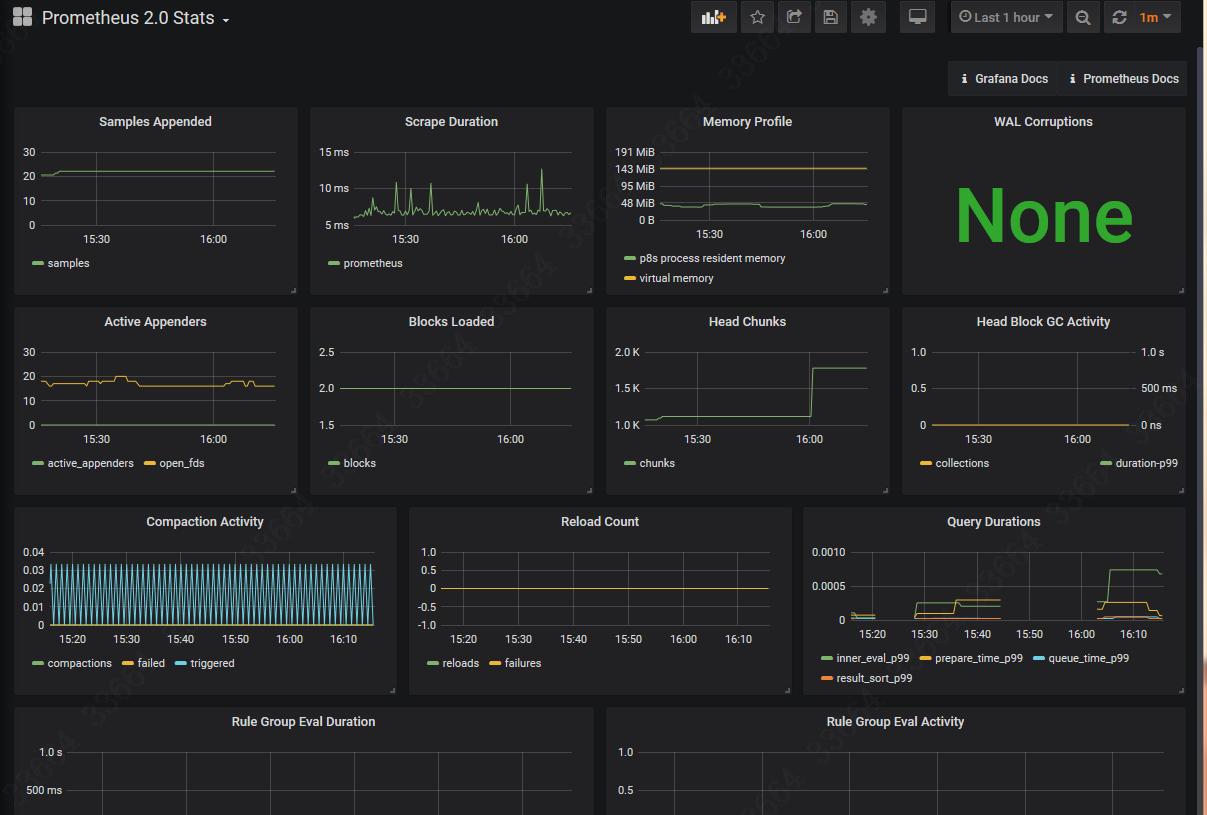 Prometheus 2.0 Stats
Last 1 hour
1m
Grafana Docs
Prometheus Docs
Samples Appended
30
20
10
0
15:30 16:00
samples
Scrape Duration
15 ms
10 ms
5 ms
15:30 16:00
prometheus
Memory Profile
191 MiB
143 MiB
95 MiB
48 MiB
0 B
15:30 16:00
p8s process resident memory
virtual memory
WAL Corruptions
None
Active Appenders
30
20
10
0
15:30 16:00
active_appenders open_fds
Blocks Loaded
2.5
2.0
1.5
15:30 16:00
blocks
Head Chunks
2.0 K
1.5 K
1.0 K
15:30 16:00
chunks
Head Block GC Activity
1.0 1.0 s
0.5 500 ms
0 0 ns
15:30 16:00
collections duration-p99
Compaction Activity
0.04
0.03
0.02
0.01
0
15:20 15:30 15:40 15:50 16:00 16:10
compactions failed triggered
Reload Count
1.0
0.5
0
-0.5
-1.0
15:20 15:30 15:40 15:50 16:00 16:10
reloads failures
Query Durations
0.0010
0.0005
0
15:20 15:30 15:40 15:50 16:00 16:10
inner_eval_p99 prepare_time_p99 queue_time_p99
result_sort_p99
Rule Group Eval Duration
1.0 s
500 ms
Rule Group Eval Activity
1.0
0.5
33664